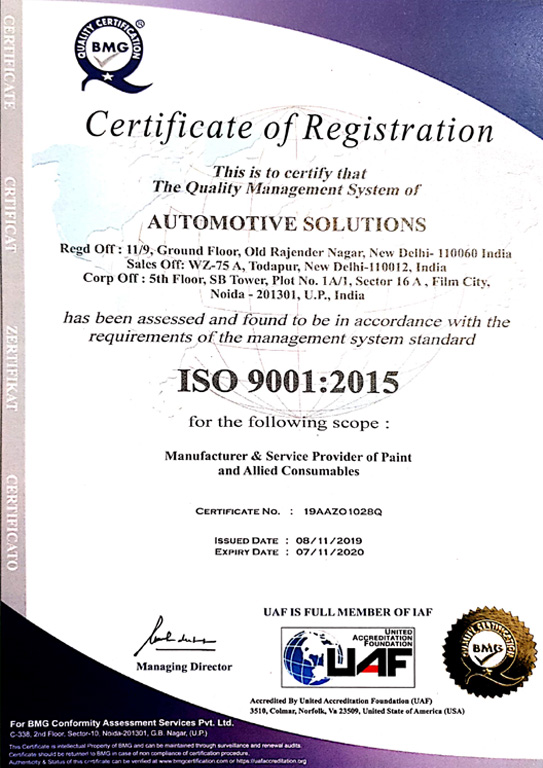 QUALITY CERTIFICATION
BMG
®
CERTIFICATE
CRTIFICAT
ZERTIFIKAT
CERTIFICATO
Certificate of Registration
This is to certify that
The Quality Management System of
AUTOMOTIVE SOLUTIONS
Regd Off : 11/9, Ground Floor, Old Rajender Nagar, New Delhi- 110060 India
Sales Off: WZ-75 A, Todapur, New Delhi-110012, India
Corp Off : 5th Floor, SB Tower, Plot No. 1A/1, Sector 16 A , Film City,
Noida - 201301, U.P., India
has been assessed and found to be in accordance with the
requirements of the management system standard
ISO 9001:2015
for the following scope :
Manufacturer & Service Provider of Paint
and Allied Consumables
CERTIFICATE NO. : 19AAZO1028Q
ISSUED DATE : 08/11/2019
EXPIRY DATE : 07/11/2020
Managing Director
UAF IS FULL MEMBER OF IAF
UNITED
ACCREDITATION
FOUNDATION
UAF
QUALITY CERTIFICATION
BMG
Accredited By United Accreditation Foundation (UAF)
3510, Colmar, Norfolk, Va 23509, United State of America (USA)
For BMG Conformity Assessment Services Pvt. Ltd.
C-338, 2nd Floor, Sector-10, Noida-201301, G.B. Nagar, (U.P.)
This Certificate is intellectual Property of BMG and can be maintained through surveillance and renewal audits.
Certificate should be returned to BMG in case of non compliance of certification procedure.
Authenticity & Status of this certificate can be verified at www.bmgcertification.com or https://uafaccreditation.org